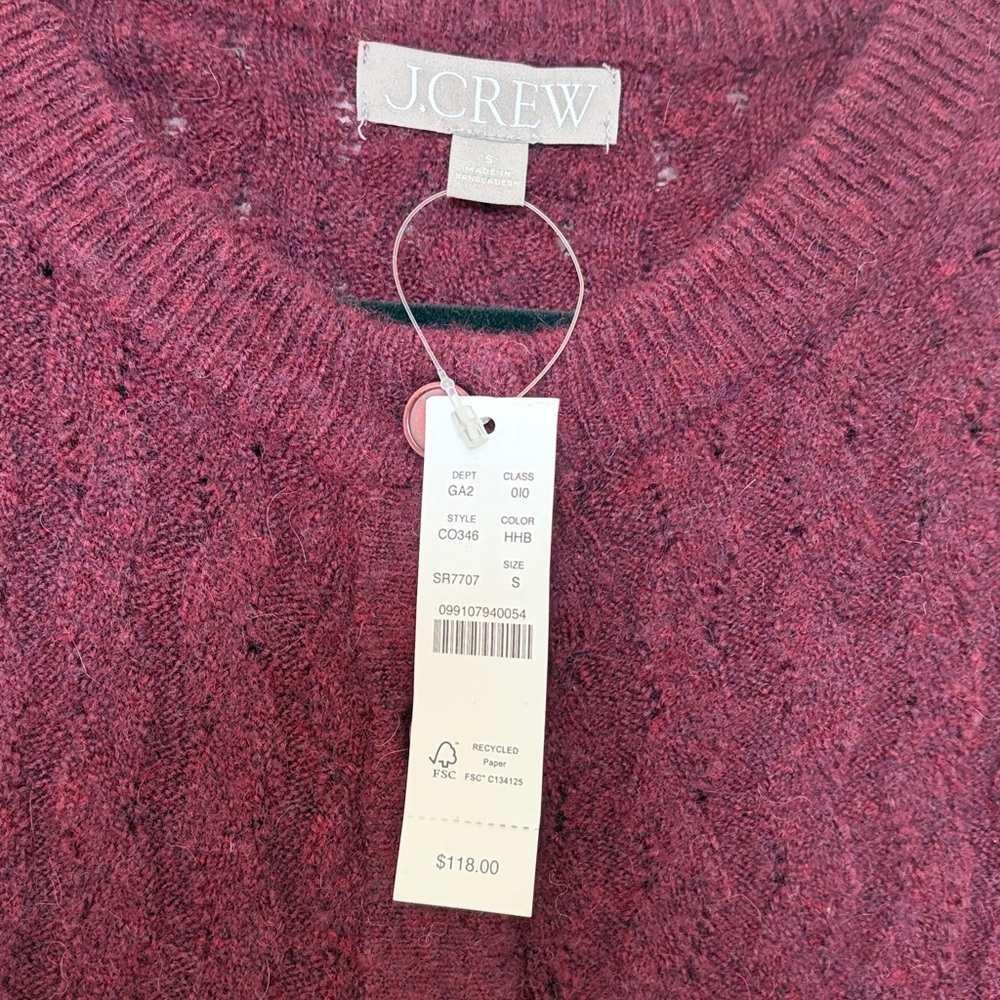 J.CREW
S
MADE IN
BANGLADESH
DEPT CLASS
GA2 010
STYLE COLOR
CO346 HHB
SIZE
SR7707 S
099107940054
FSC
RECYCLED
Paper
FSC™ C134125
$118.00